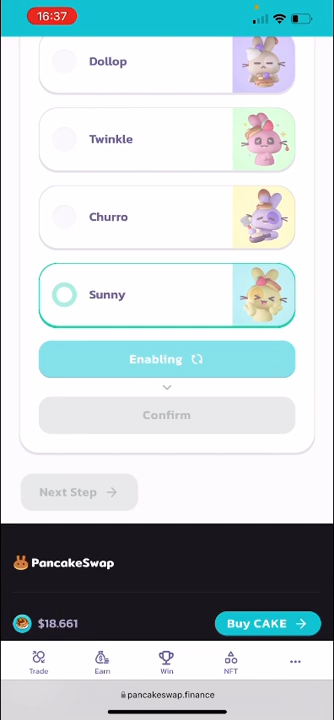 16:37
Dollop
Twinkle
Churro
Sunny
Enabling
Confirm
Next Step
PancakeSwap
$18.661
Buy CAKE
Trade
Earn
Win
NFT
pancakeswap.finance